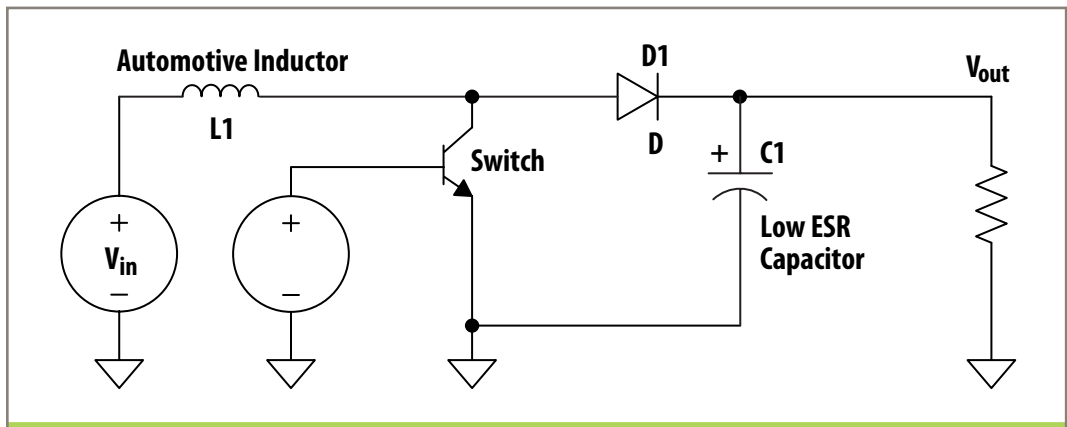 Automotive Inductor
L1
D1
D
Vout
Switch
+
C1
Low ESR
Capacitor
+
Vin
−
+
−